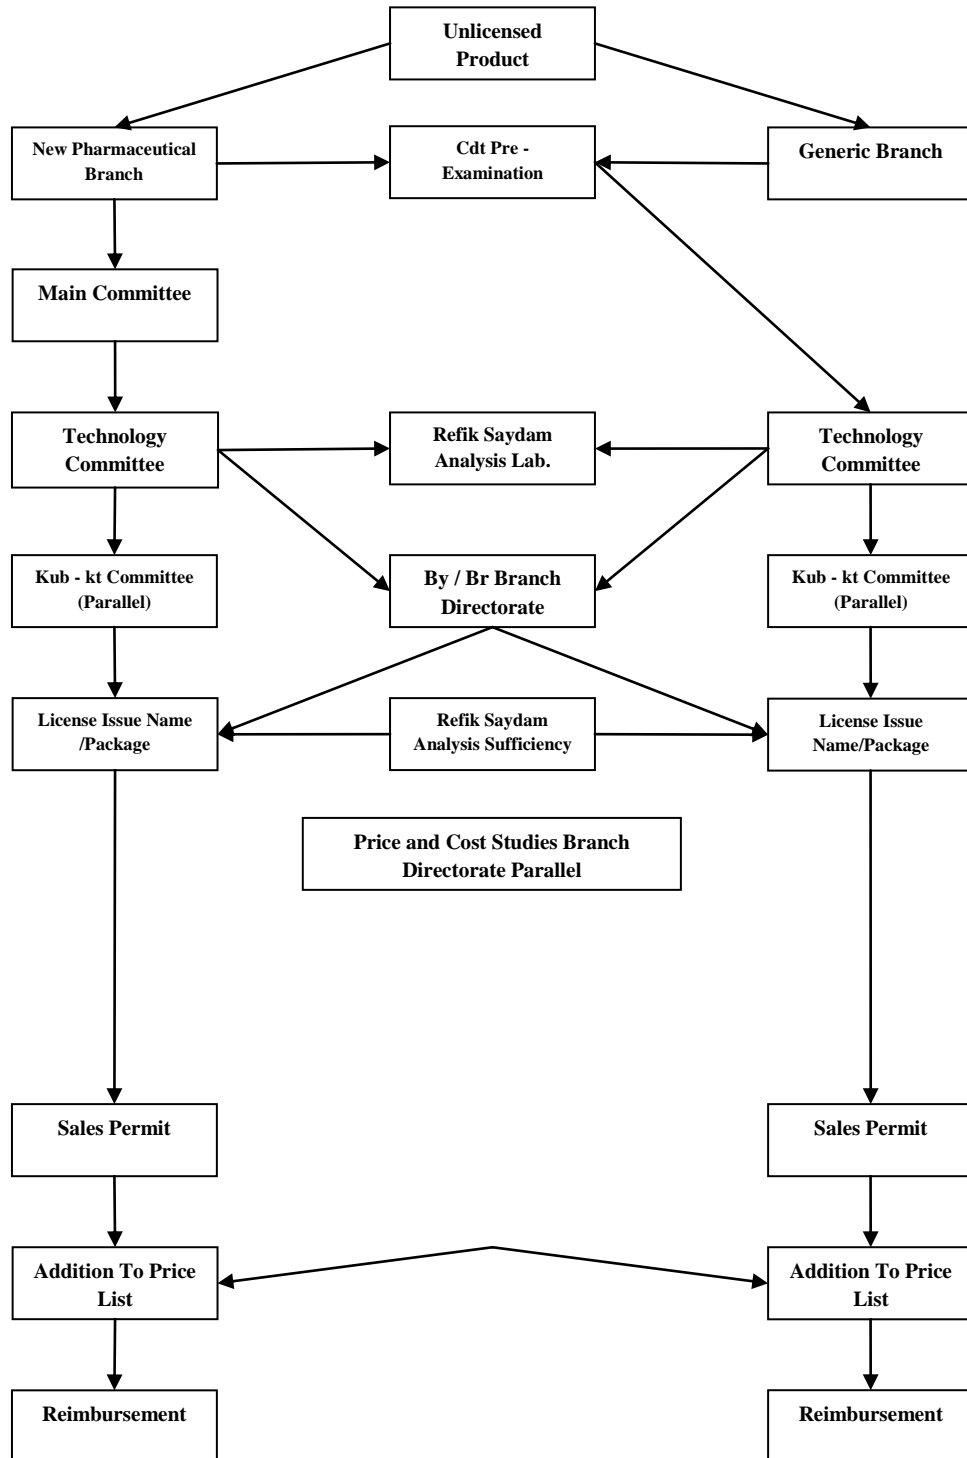 Unlicensed
Product
New Pharmaceutical
Branch
Cdt Pre -
Examination
Generic Branch
Main Committee
Technology
Committee
Refik Saydam
Analysis Lab.
Technology
Committee
Kub - kt Committee
(Parallel)
By / Br Branch
Directorate
Kub - kt Committee
(Parallel)
License Issue Name
/Package
Refik Saydam
Analysis Sufficiency
License Issue
Name/Package
Price and Cost Studies Branch
Directorate Parallel
Sales Permit
Sales Permit
Addition To Price
List
Addition To Price
List
Reimbursement
Reimbursement